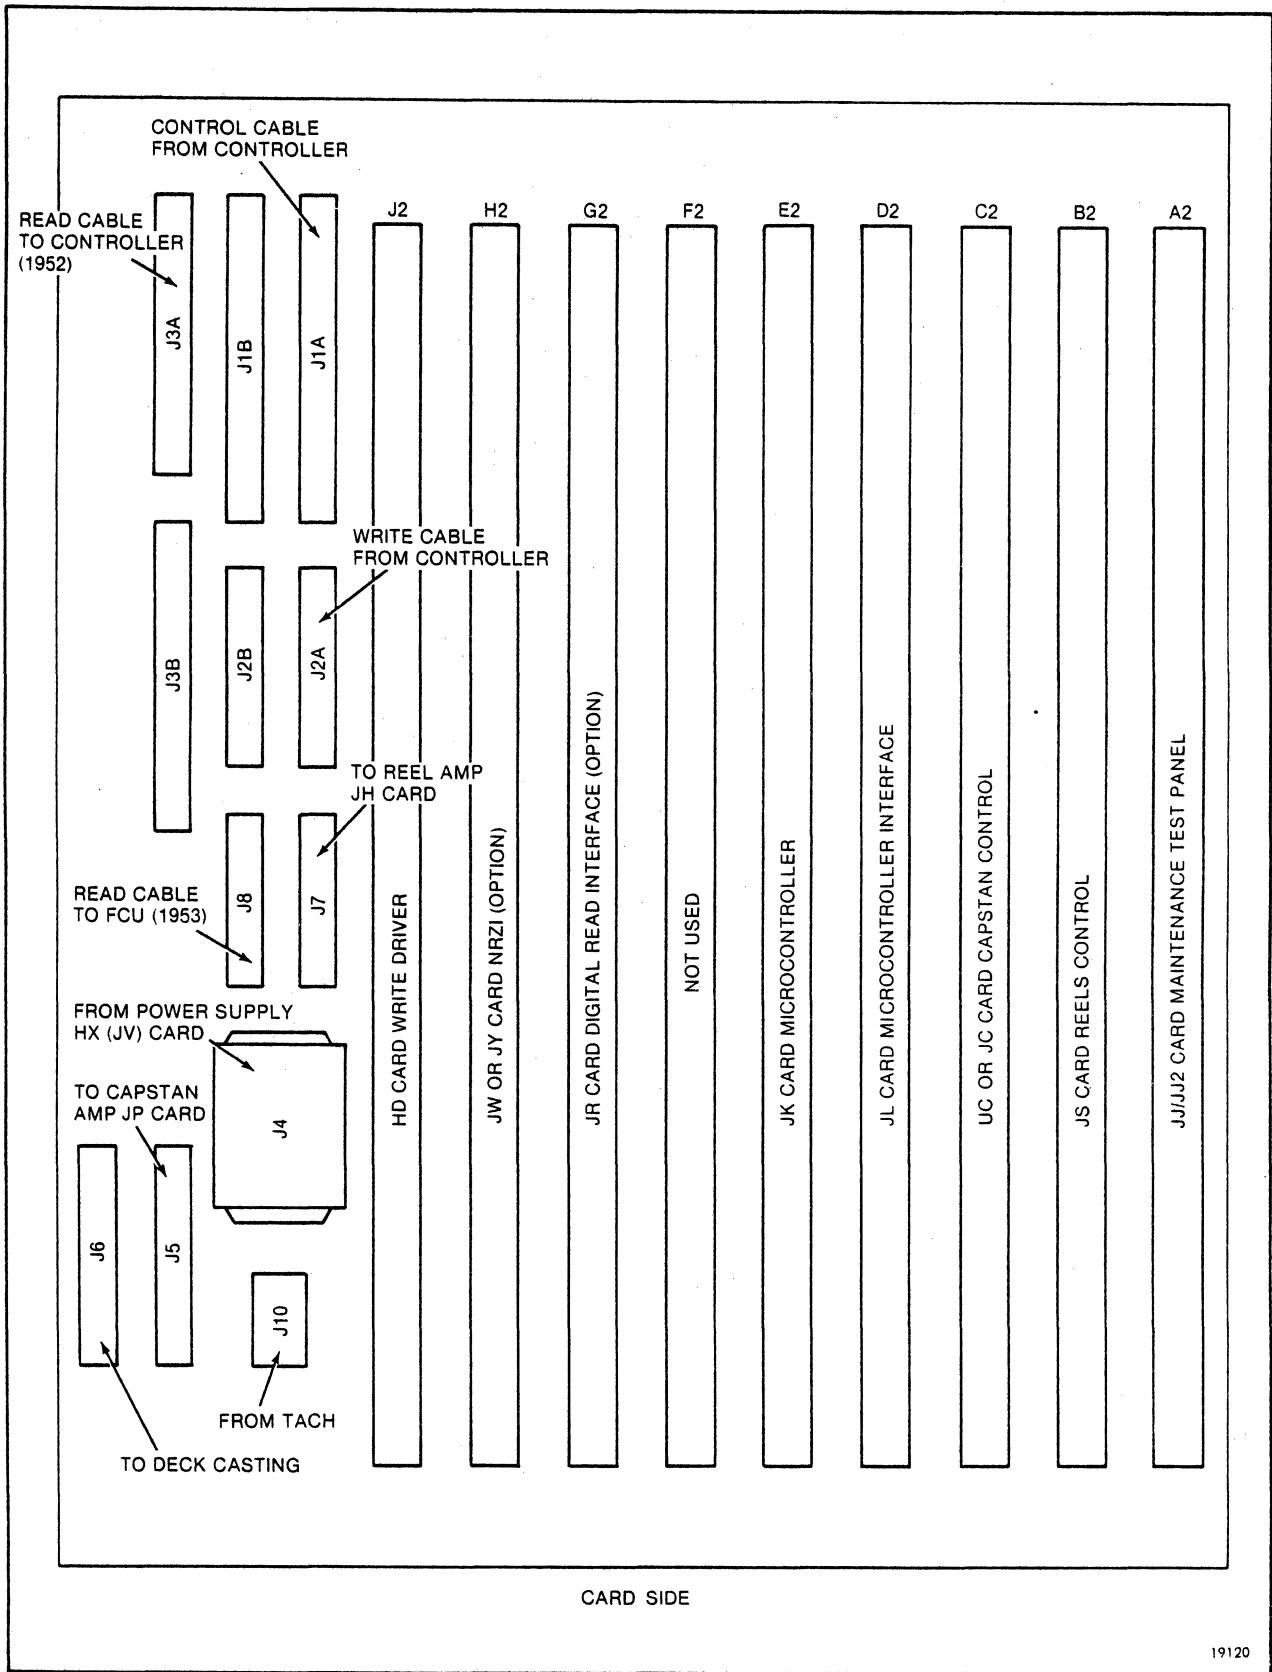 CONTROL CABLE
FROM CONTROLLER
READ CABLE
TO CONTROLLER
(1952)
J2
H2
G2
F2
E2
D2
C2
B2
A2
J3A
J1B
J1A
WRITE CABLE
FROM CONTROLLER
J3B
J2B
J2A
TO REEL AMP
JH CARD
READ CABLE
TO FCU (1953)
J8
J7
FROM POWER SUPPLY
HX (JV) CARD
TO CAPSTAN
AMP JP CARD
J4
J6
J5
J10
FROM TACH
TO DECK CASTING
HD CARD WRITE DRIVER
JW OR JY CARD NRZI (OPTION)
JR CARD DIGITAL READ INTERFACE (OPTION)
NOT USED
JK CARD MICROCONTROLLER
JL CARD MICROCONTROLLER INTERFACE
UC OR JC CARD CAPSTAN CONTROL
JS CARD REELS CONTROL
JJ/JJ2 CARD MAINTENANCE TEST PANEL
CARD SIDE
19120